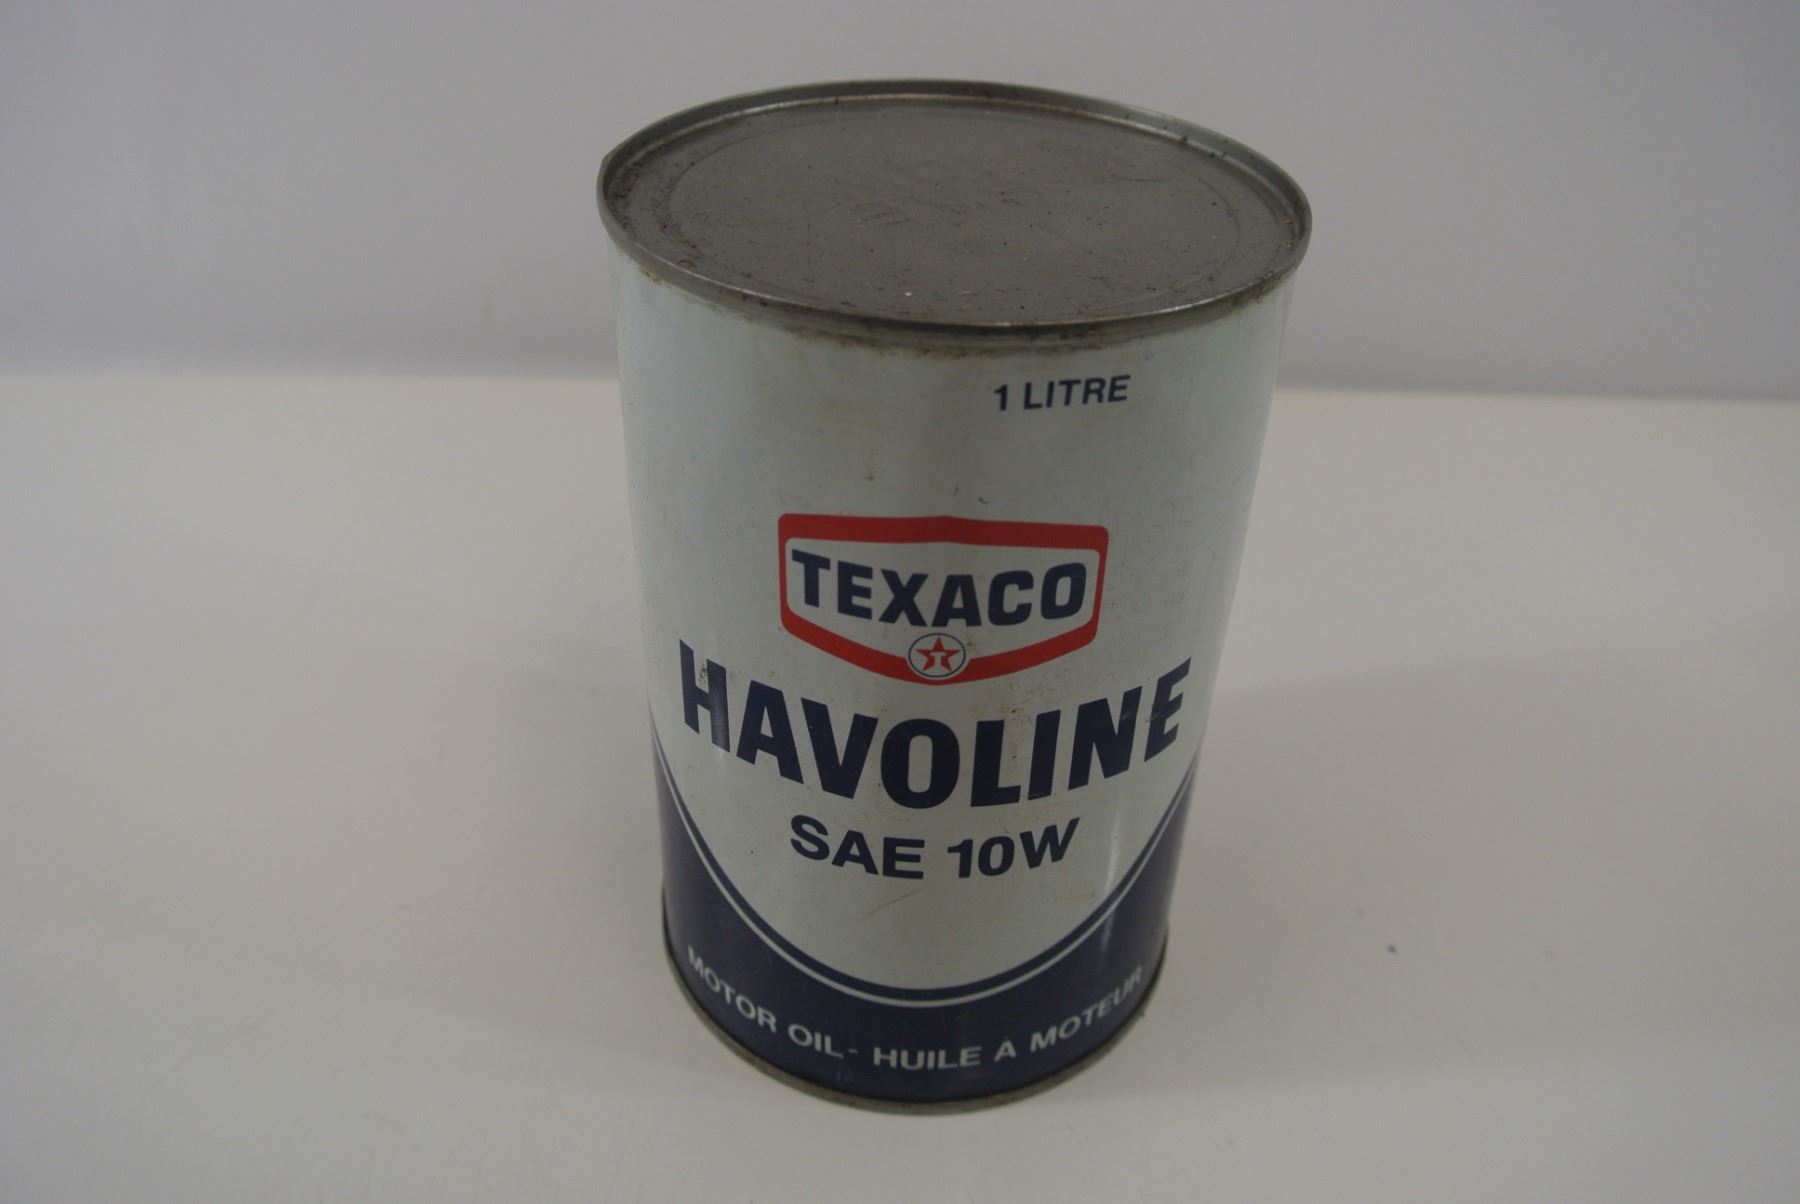 1 LITRE
TEXACO
T
HAVOLINE
SAE 10W
MOTOR OIL - HUILE A MOTEUR